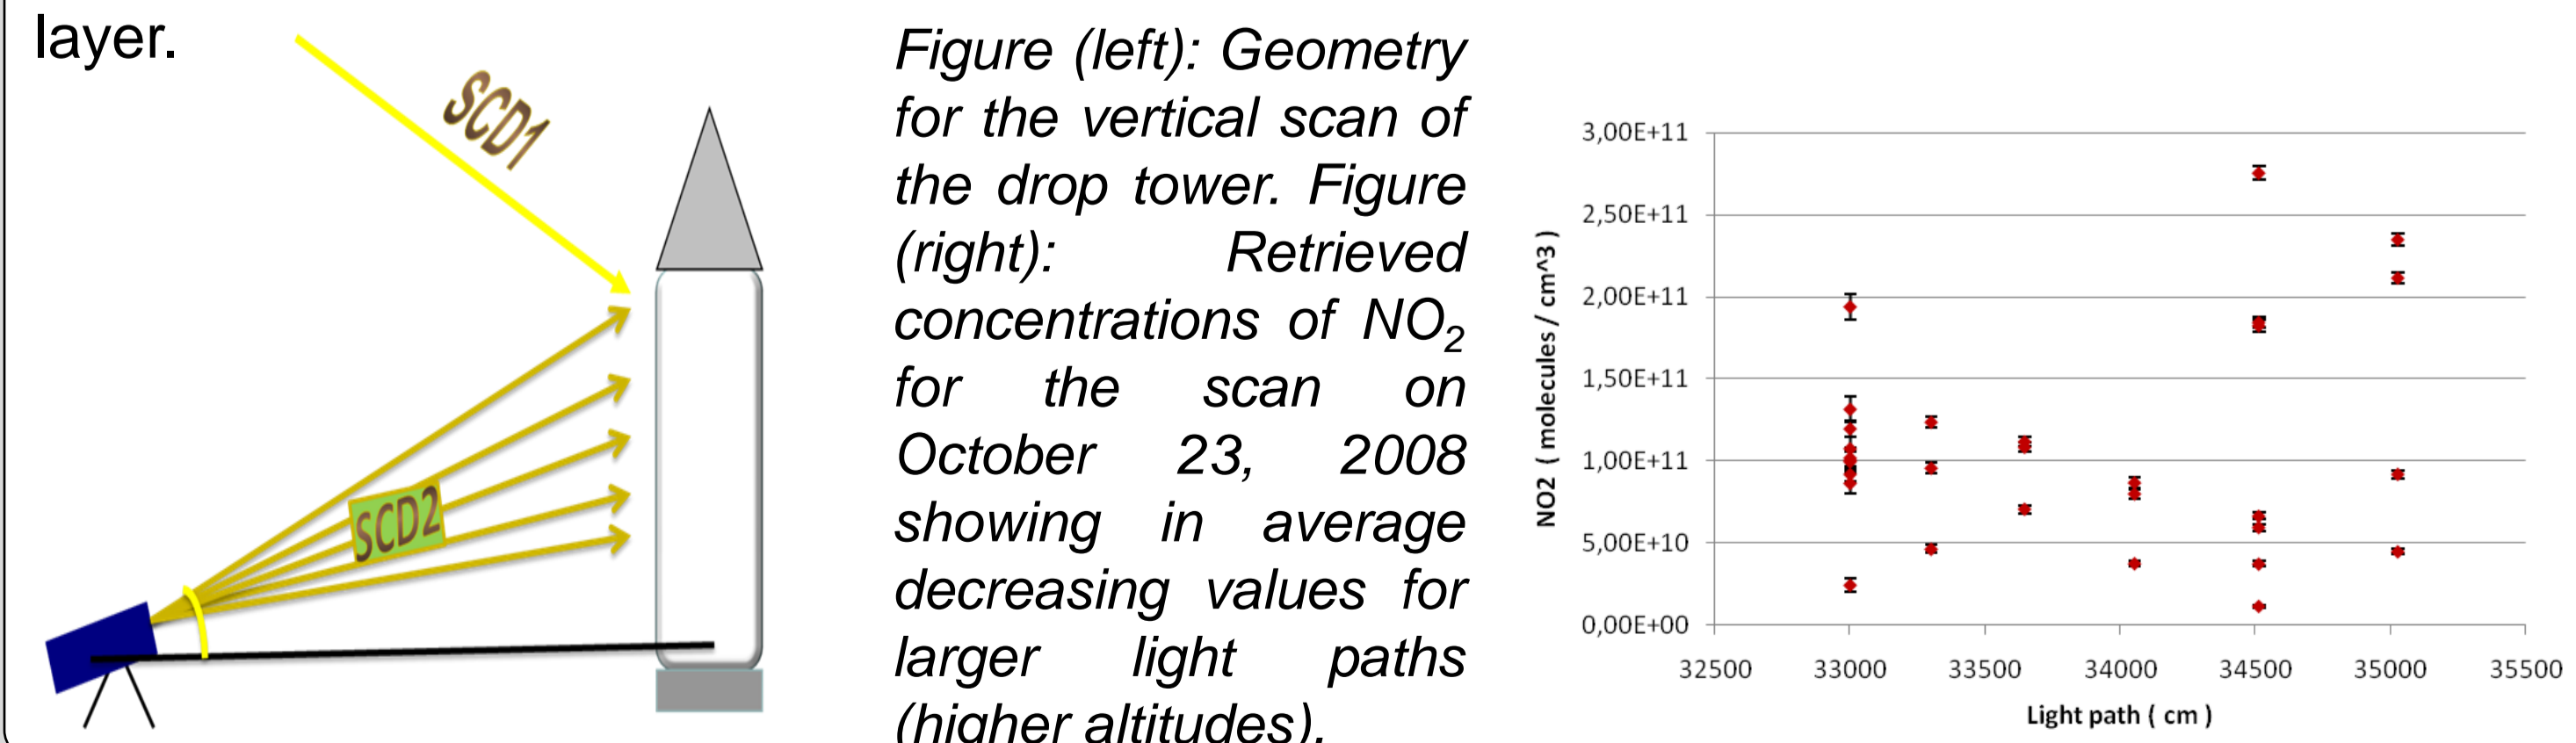 layer.
SCD1
SCD2
Figure (left): Geometry
for the vertical scan of
the drop tower. Figure
(right): Retrieved
concentrations of NO₂
for the scan on
October 23, 2008
showing in average
decreasing values for
larger light paths
(higher altitudes).
NO2 ( molecules / cm^3 )
3,00E+11
2,50E+11
2,00E+11
1,50E+11
1,00E+11
5,00E+10
0,00E+00
32500 33000 33500 34000 34500 35000 35500
Light path ( cm )